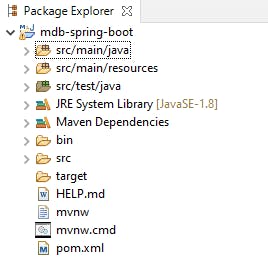 Package Explorer
mdb-spring-boot
src/main/java
src/main/resources
src/test/java
JRE System Library [JavaSE-1.8]
Maven Dependencies
bin
src
target
HELP.md
mvnw
mvnw.cmd
pom.xml